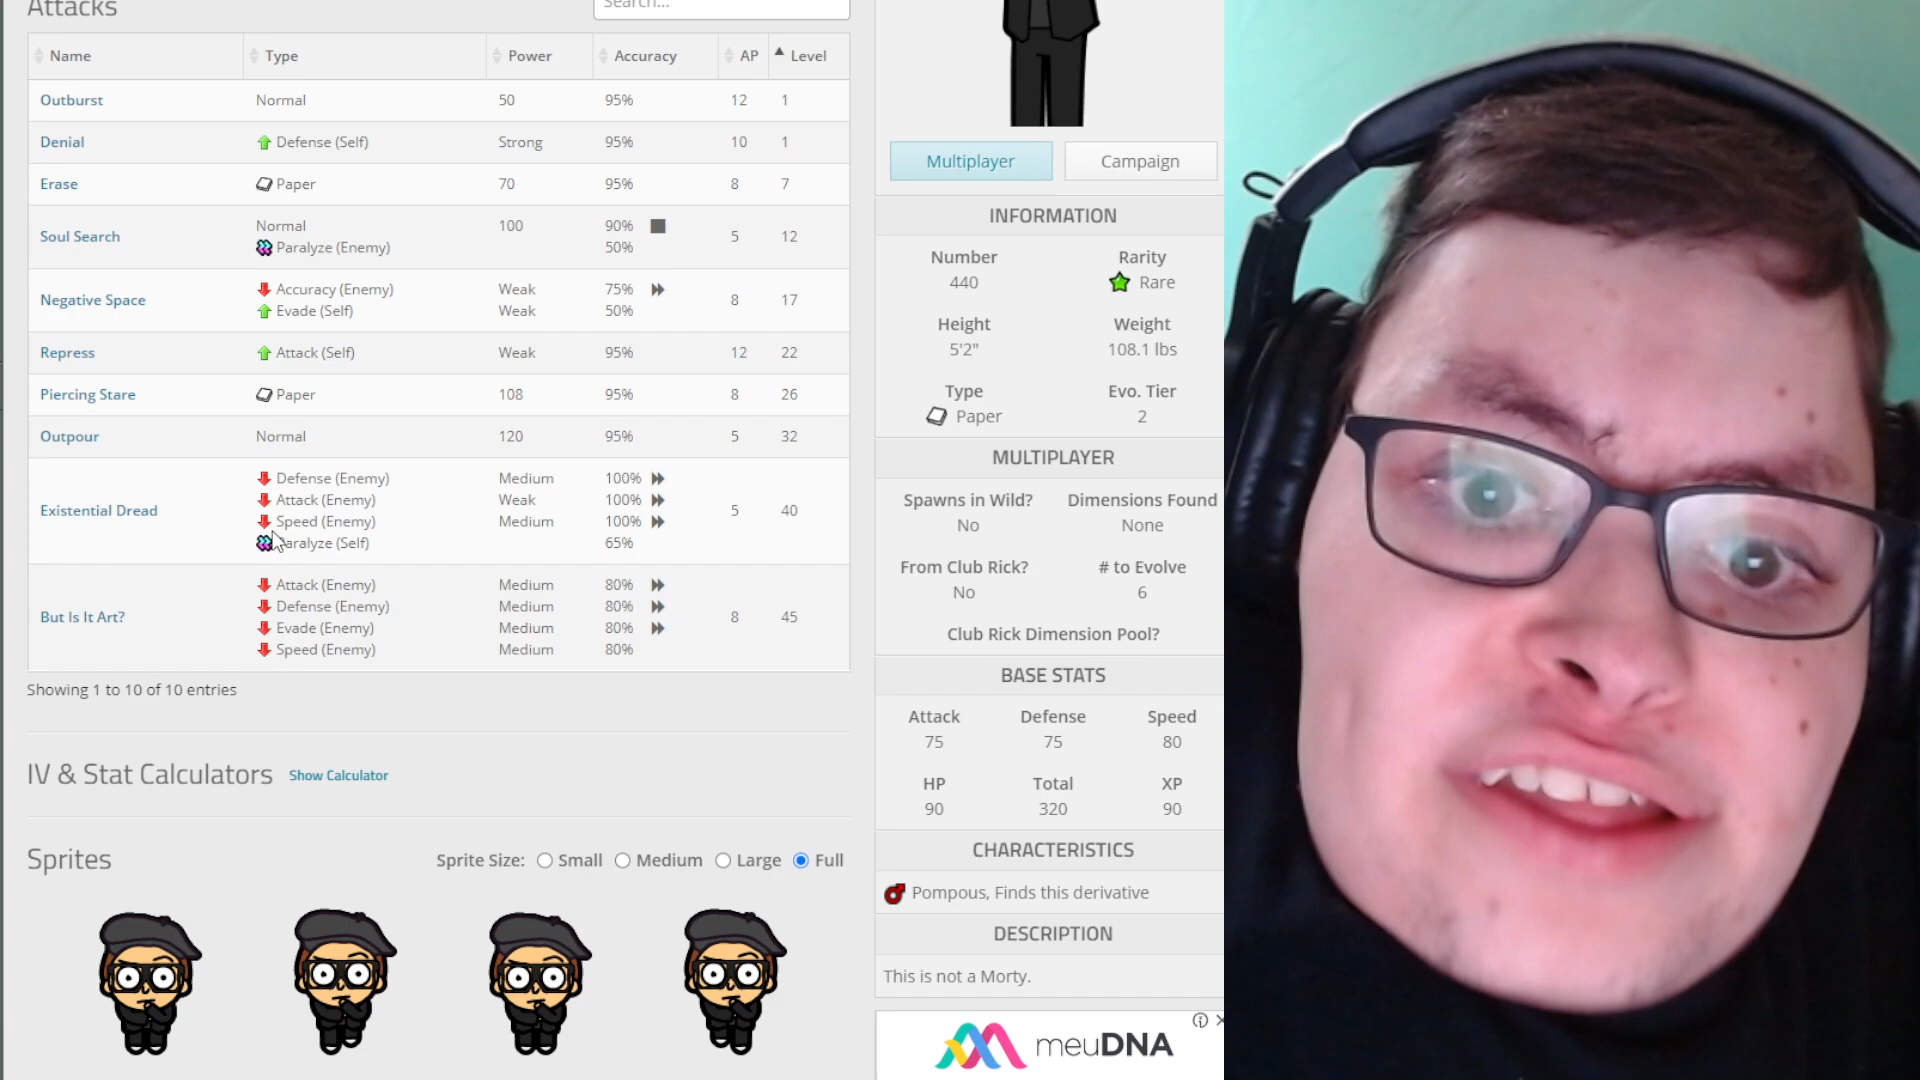 Attacks
Search...
Name Type Power Accuracy AP Level
Outburst Normal 50 95% 12 1
Denial Defense (Self) Strong 95% 10 1
Erase Paper 70 95% 8 7
Soul Search Normal 100 90% 5 12
Paralyze (Enemy) 50%
Negative Space Accuracy (Enemy) Weak 75% 8 17
Evade (Self) Weak 50%
Repress Attack (Self) Weak 95% 12 22
Piercing Stare Paper 108 95% 8 26
Outpour Normal 120 95% 5 32
Existential Dread Defense (Enemy) Medium 100% 5 40
Attack (Enemy) Weak 100%
Speed (Enemy) Medium 100%
Paralyze (Self) 65%
But Is It Art? Attack (Enemy) Medium 80% 8 45
Defense (Enemy) Medium 80%
Evade (Enemy) Medium 80%
Speed (Enemy) Medium 80%
Showing 1 to 10 of 10 entries
IV & Stat Calculators Show Calculator
Sprites Sprite Size: Small Medium Large Full
Multiplayer Campaign
INFORMATION
Number Rarity
440 Rare
Height Weight
5'2" 108.1 lbs
Type Evo. Tier
Paper 2
MULTIPLAYER
Spawns in Wild? Dimensions Found
No None
From Club Rick? # to Evolve
No 6
Club Rick Dimension Pool?
BASE STATS
Attack Defense Speed
75 75 80
HP Total XP
90 320 90
CHARACTERISTICS
Pompous, Finds this derivative
DESCRIPTION
This is not a Morty.
meuDNA